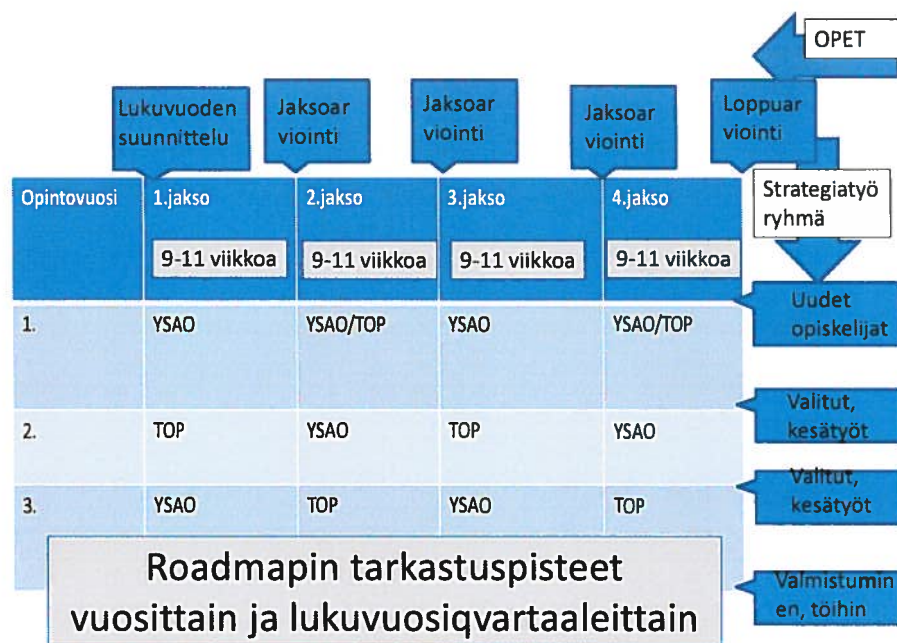 OPET
Lukuvuoden
suunnittelu
Jaksoar
viointi
Jaksoar
viointi
Jaksoar
viointi
Loppuar
viointi
Strategiatyö
ryhmä
Opintovuosi
1.jakso
2.jakso
3.jakso
4.jakso
9-11 viikkoa
9-11 viikkoa
9-11 viikkoa
9-11 viikkoa
Uudet
opiskelijat
1.
YSAO
YSAO/TOP
YSAO
YSAO/TOP
Valitut,
kesätyöt
2.
TOP
YSAO
TOP
YSAO
Valitut,
kesätyöt
3.
YSAO
TOP
YSAO
TOP
Roadmapin tarkastuspisteet
vuosittain ja lukuvuosiqvartaaleittain
Valmistumin
en, töihin